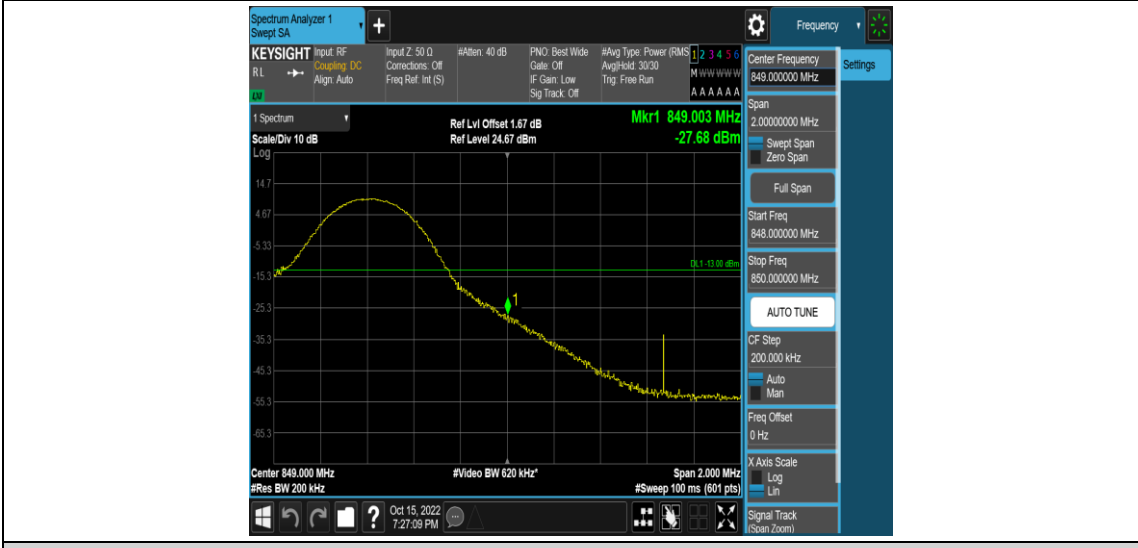 Spectrum Analyzer 1
Swept SA
+
Frequency
KEYSIGHT
RL
LXI
Input: RF
Coupling: DC
Align: Auto
Input Z: 50 Ω
Corrections: Off
Freq Ref: Int (S)
#Atten: 40 dB
PNO: Best Wide
Gate: Off
IF Gain: Low
Sig Track: Off
#Avg Type: Power (RMS
Avg|Hold: 30/30
Trig: Free Run
1 2 3 4 5 6
M W W W W W
A A A A A A
1 Spectrum
Scale/Div 10 dB
Ref Lvl Offset 1.67 dB
Ref Level 24.67 dBm
Mkr1 849.003 MHz
-27.68 dBm
Log
14.7
4.67
-5.33
-15.3
-25.3
-35.3
-45.3
-55.3
-65.3
DL1 -13.00 dBm
1
Center 849.000 MHz
#Res BW 200 kHz
#Video BW 620 kHz*
Span 2.000 MHz
#Sweep 100 ms (601 pts)
?
Oct 15, 2022
7:27:09 PM
Center Frequency
849.000000 MHz
Settings
Span
2.00000000 MHz
Swept Span
Zero Span
Full Span
Start Freq
848.000000 MHz
Stop Freq
850.000000 MHz
AUTO TUNE
CF Step
200.000 kHz
Auto
Man
Freq Offset
0 Hz
X Axis Scale
Log
Lin
Signal Track
(Span Zoom)